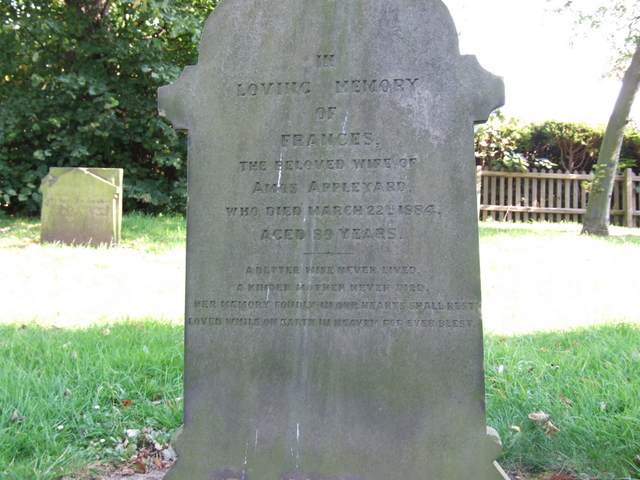 IN
LOVING MEMORY
OF
FRANCES,
THE BELOVED WIFE OF
AMOS APPLEYARD,
WHO DIED MARCH 22ND 1884,
AGED YEARS.
A BETTER WIFE NEVER LIVED,
A KINDER MOTHER NEVER DIED,
HER MEMORY FONDLY IN OUR HEARTS SHALL REST
LOVED WHILE ON EARTH IN HEAVEN FOR EVER BLEST.